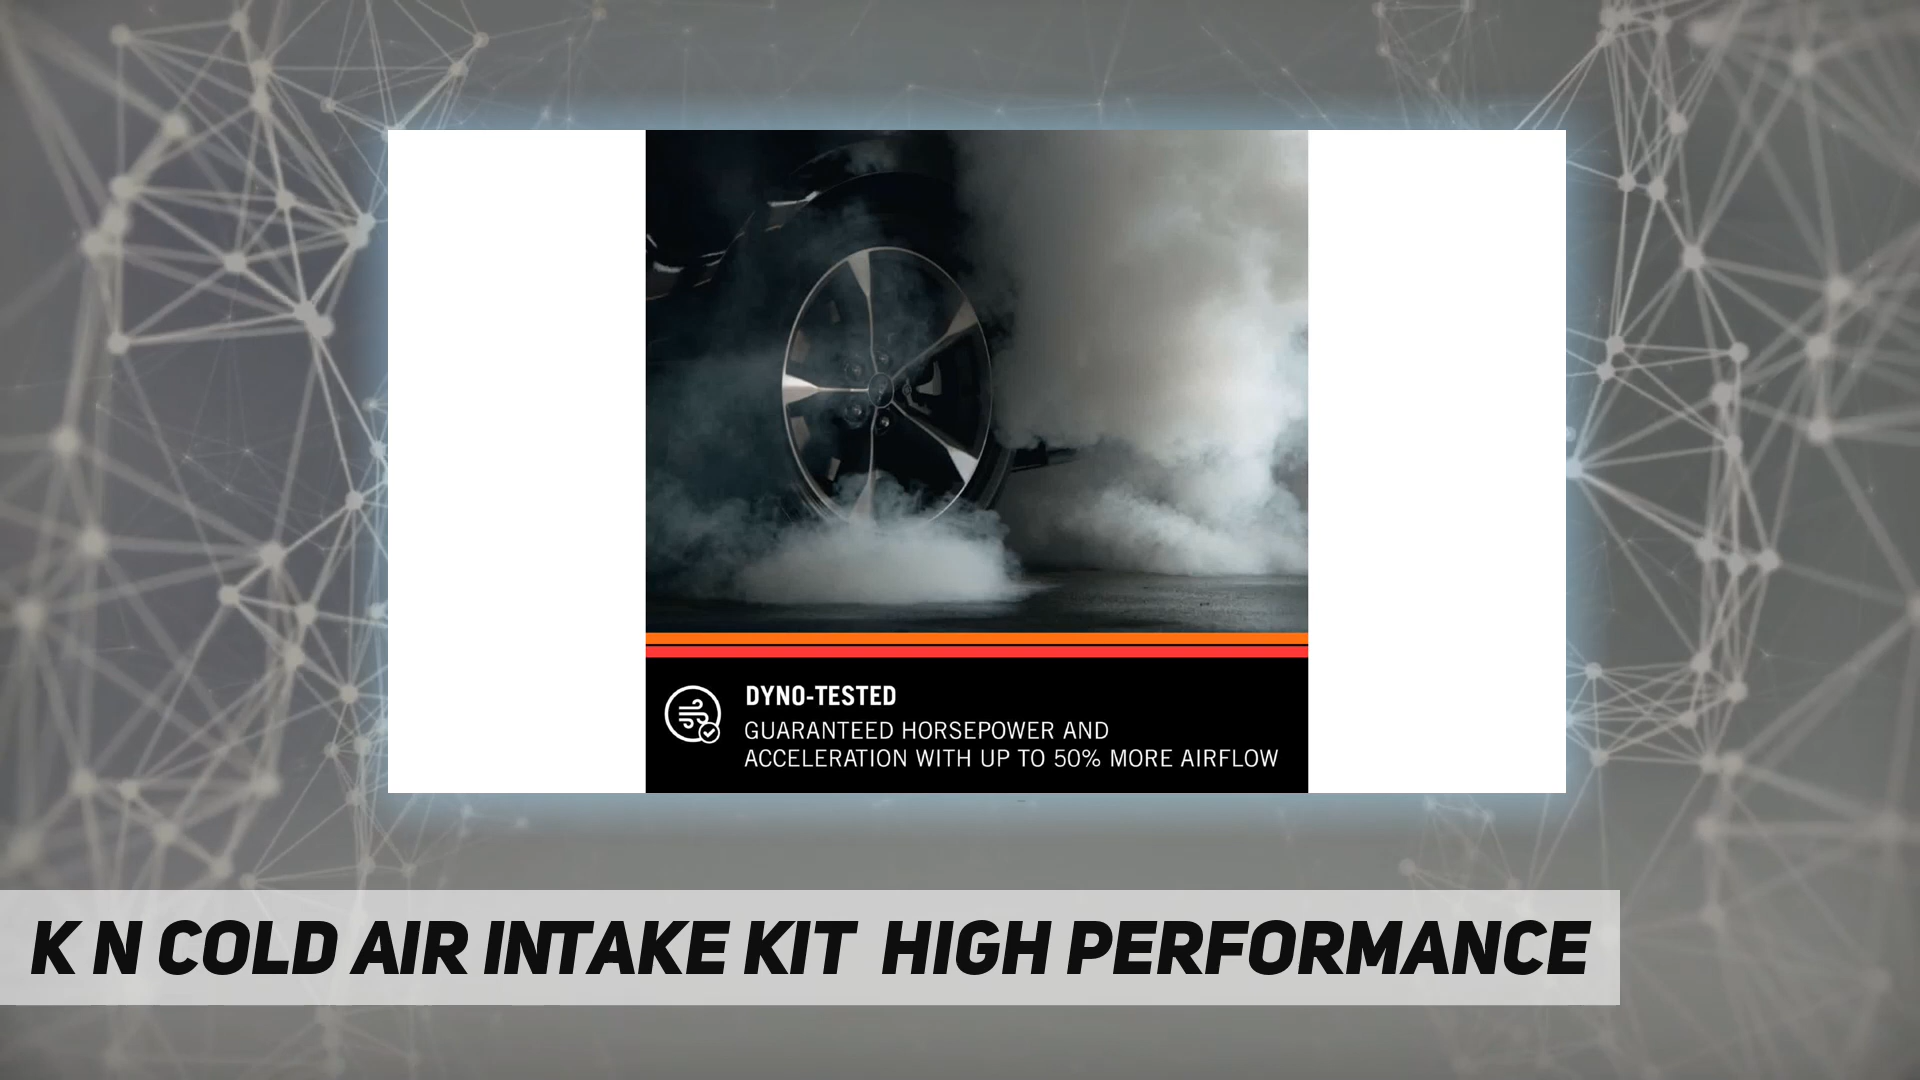 DYNO-TESTED
GUARANTEED HORSEPOWER AND
ACCELERATION WITH UP TO 50% MORE AIRFLOW
K N COLD AIR INTAKE KIT HIGH PERFORMANCE